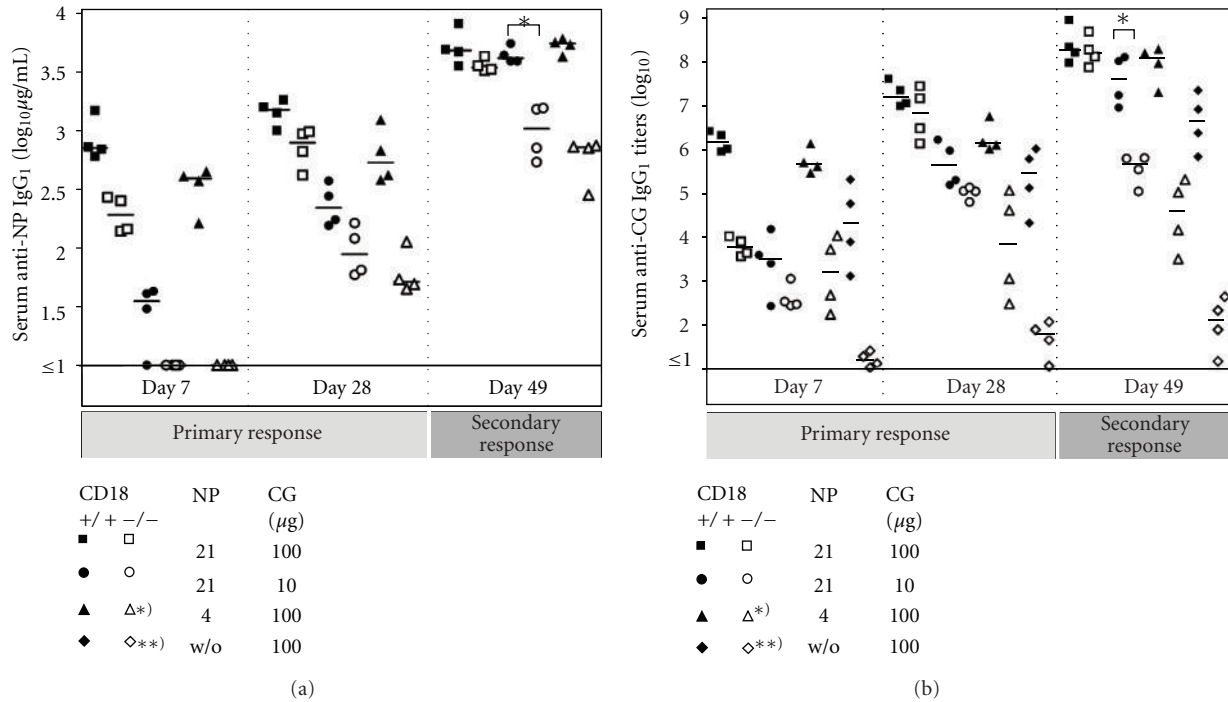 Serum anti-NP IgG₁ (log₁₀µg/mL)
4
3.5
3
2.5
2
1.5
≤1
*
Day 7 Day 28 Day 49
Primary response
Secondary
response
CD18 NP CG
+/+ −/− (µg)
21 100
21 10
*) 4 100
**) w/o 100
(a)
Serum anti-CG IgG₁ titers (log₁₀)
9
8
7
6
5
4
3
2
≤1
*
Day 7 Day 28 Day 49
Primary response
Secondary
response
CD18 NP CG
+/+ −/− (µg)
21 100
21 10
*) 4 100
**) w/o 100
(b)